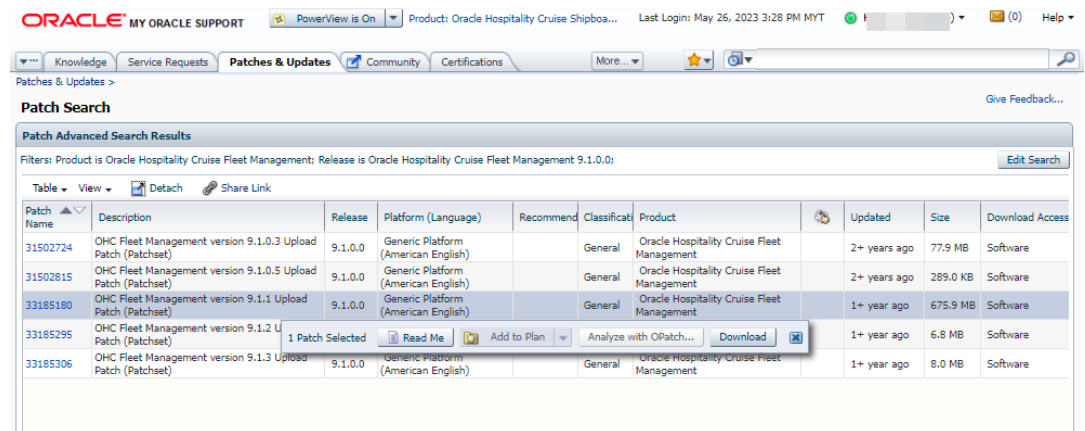 ORACLE MY ORACLE SUPPORT PowerView is On Product: Oracle Hospitality Cruise Shipboa... Last Login: May 26, 2023 3:28 PM MYT (0) Help
Knowledge Service Requests Patches & Updates Community Certifications More...
Patches & Updates >
Give Feedback...
Patch Search
Patch Advanced Search Results
Filters: Product is Oracle Hospitality Cruise Fleet Management; Release is Oracle Hospitality Cruise Fleet Management 9.1.0.0; Edit Search
Table View Detach Share Link
Patch Name Description Release Platform (Language) Recommend Classificati Product Updated Size Download Access
31502724 OHC Fleet Management version 9.1.0.3 Upload Patch (Patchset) 9.1.0.0 Generic Platform (American English) General Oracle Hospitality Cruise Fleet Management 2+ years ago 77.9 MB Software
31502815 OHC Fleet Management version 9.1.0.5 Upload Patch (Patchset) 9.1.0.0 Generic Platform (American English) General Oracle Hospitality Cruise Fleet Management 2+ years ago 289.0 KB Software
33185180 OHC Fleet Management version 9.1.1 Upload Patch (Patchset) 9.1.0.0 Generic Platform (American English) General Oracle Hospitality Cruise Fleet Management 1+ year ago 675.9 MB Software
1 Patch Selected Read Me Add to Plan Analyze with OPatch... Download
33185295 OHC Fleet Management version 9.1.2 U Patch (Patchset) 1+ year ago 6.8 MB Software
33185306 OHC Fleet Management version 9.1.3 Upload Patch (Patchset) 9.1.0.0 Generic Platform (American English) General Oracle Hospitality Cruise Fleet Management 1+ year ago 8.0 MB Software